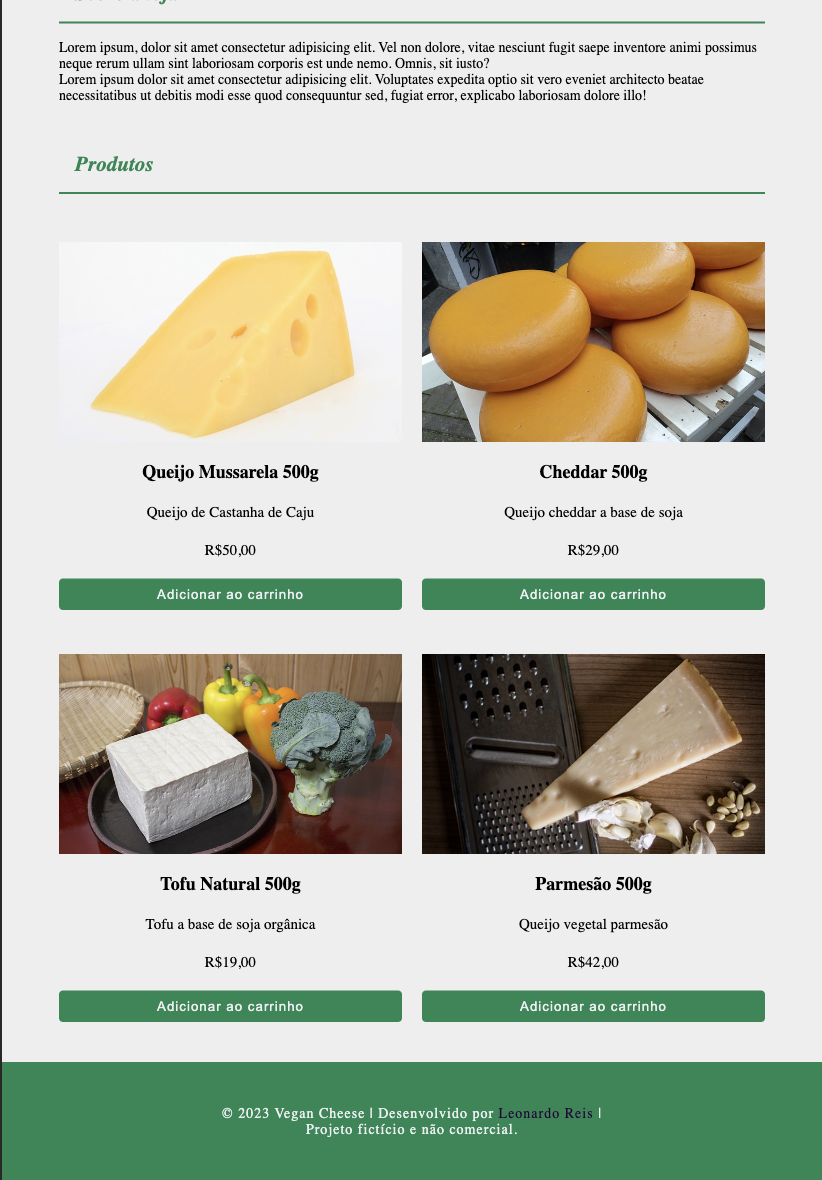 Lorem ipsum, dolor sit amet consectetur adipisicing elit. Vel non dolore, vitae nesciunt fugit saepe inventore animi possimus
neque rerum ullam sint laboriosam corporis est unde nemo. Omnis, sit iusto?
Lorem ipsum dolor sit amet consectetur adipisicing elit. Voluptates expedita optio sit vero eveniet architecto beatae
necessitatibus ut debitis modi esse quod consequuntur sed, fugiat error, explicabo laboriosam dolore illo!
Produtos
Queijo Mussarela 500g
Queijo de Castanha de Caju
R$50,00
Adicionar ao carrinho
Cheddar 500g
Queijo cheddar a base de soja
R$29,00
Adicionar ao carrinho
Tofu Natural 500g
Tofu a base de soja orgânica
R$19,00
Adicionar ao carrinho
Parmesão 500g
Queijo vegetal parmesão
R$42,00
Adicionar ao carrinho
© 2023 Vegan Cheese | Desenvolvido por Leonardo Reis |
Projeto fictício e não comercial.